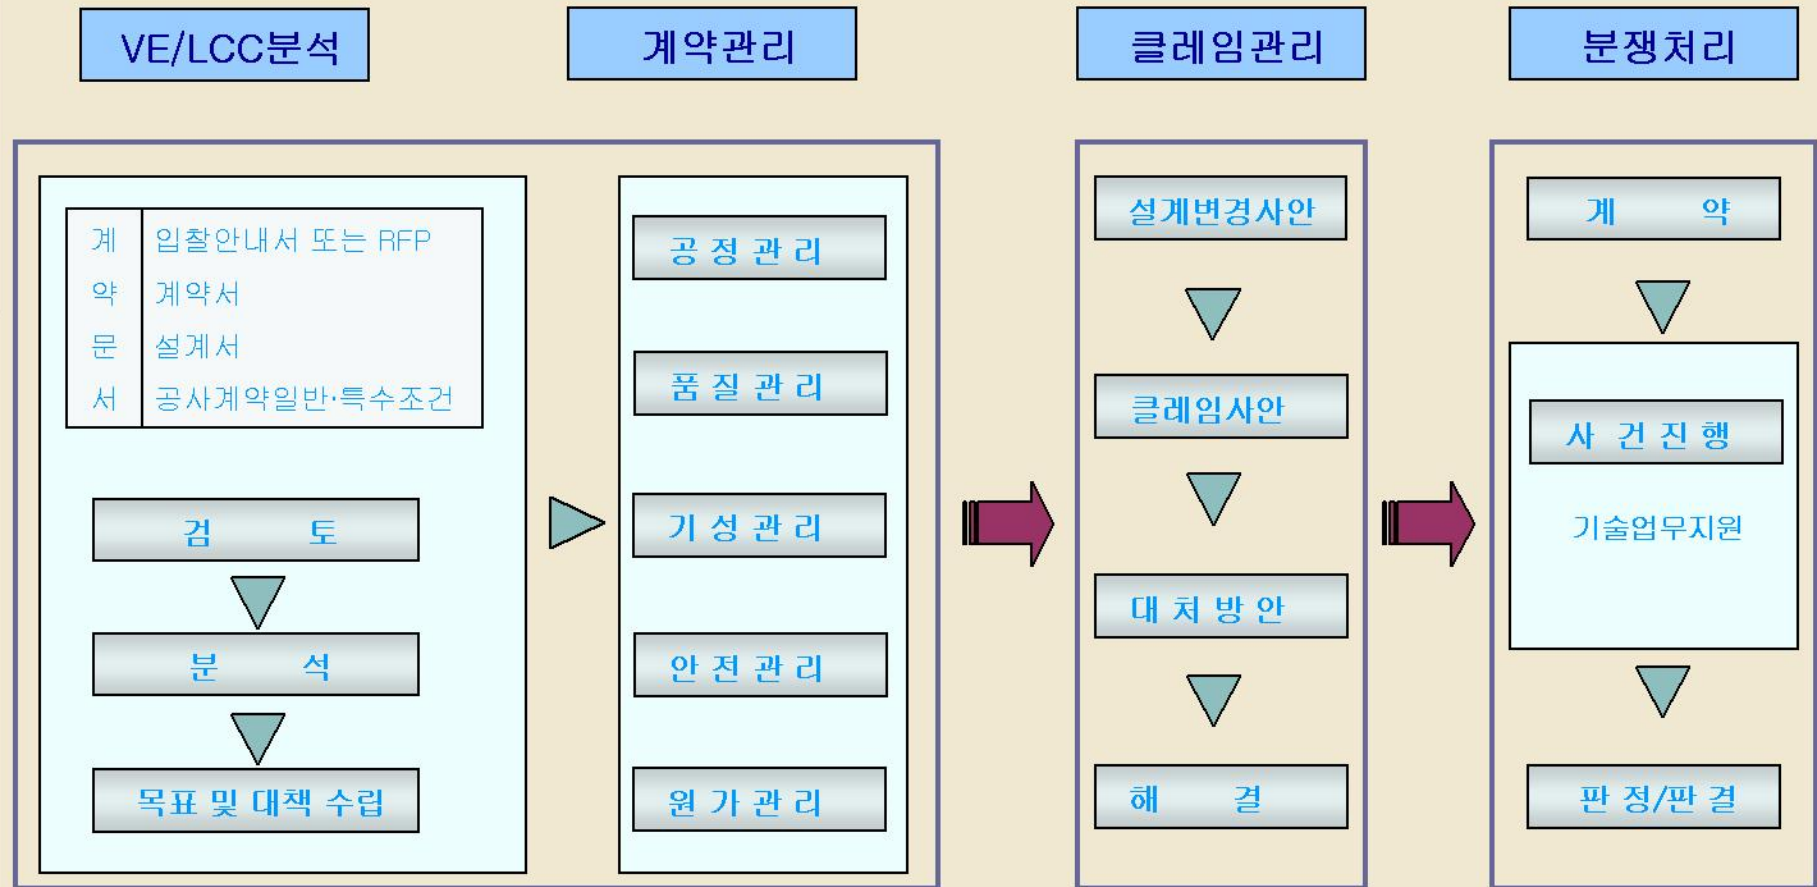 VE/LCC분석
계약관리
클레임관리
분쟁처리
계약문서
입찰안내서 또는 RFP
계약서
설계서
공사계약일반·특수조건
검 토
분 석
목표 및 대책 수립
공 정 관 리
품 질 관 리
기 성 관 리
안 전 관 리
원 가 관 리
설계변경사안
클레임사안
대 처 방 안
해 결
계 약
사 건 진 행
기술업무지원
판 정/판 결